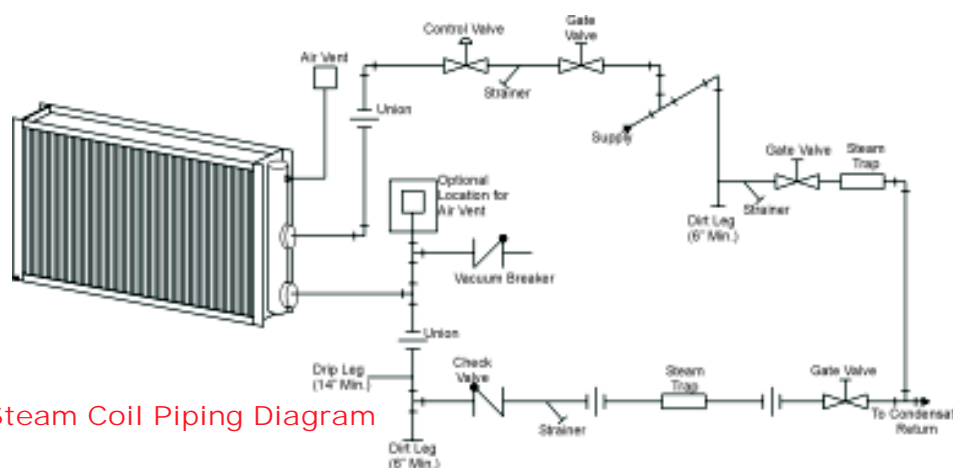 Control Valve
Gate
Valve
Air Vent
Union
Strainer
Supply
Gate Valve
Steam
Trap
Optional
Location for
Air Vent
Strainer
Dirt Leg
(6" Min.)
Vacuum Breaker
Union
Drip Leg
(14" Min.)
Check
Valve
Steam
Trap
Gate Valve
Steam Coil Piping Diagram
Strainer
To Condensat
Return
Dirt Leg
(6" Min.)